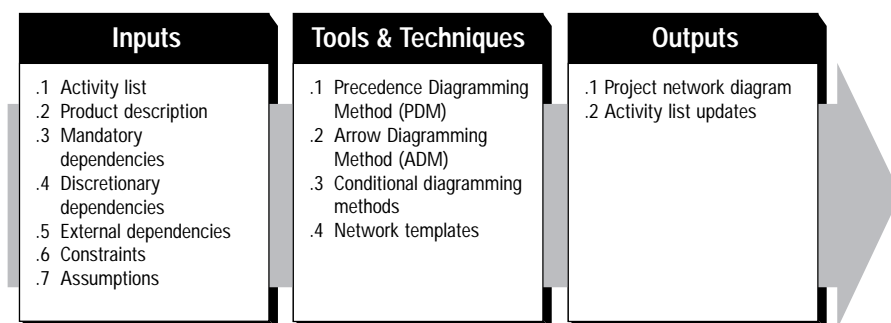 Inputs
.1 Activity list
.2 Product description
.3 Mandatory
dependencies
.4 Discretionary
dependencies
.5 External dependencies
.6 Constraints
.7 Assumptions
Tools & Techniques
.1 Precedence Diagramming
Method (PDM)
.2 Arrow Diagramming
Method (ADM)
.3 Conditional diagramming
methods
.4 Network templates
Outputs
.1 Project network diagram
.2 Activity list updates